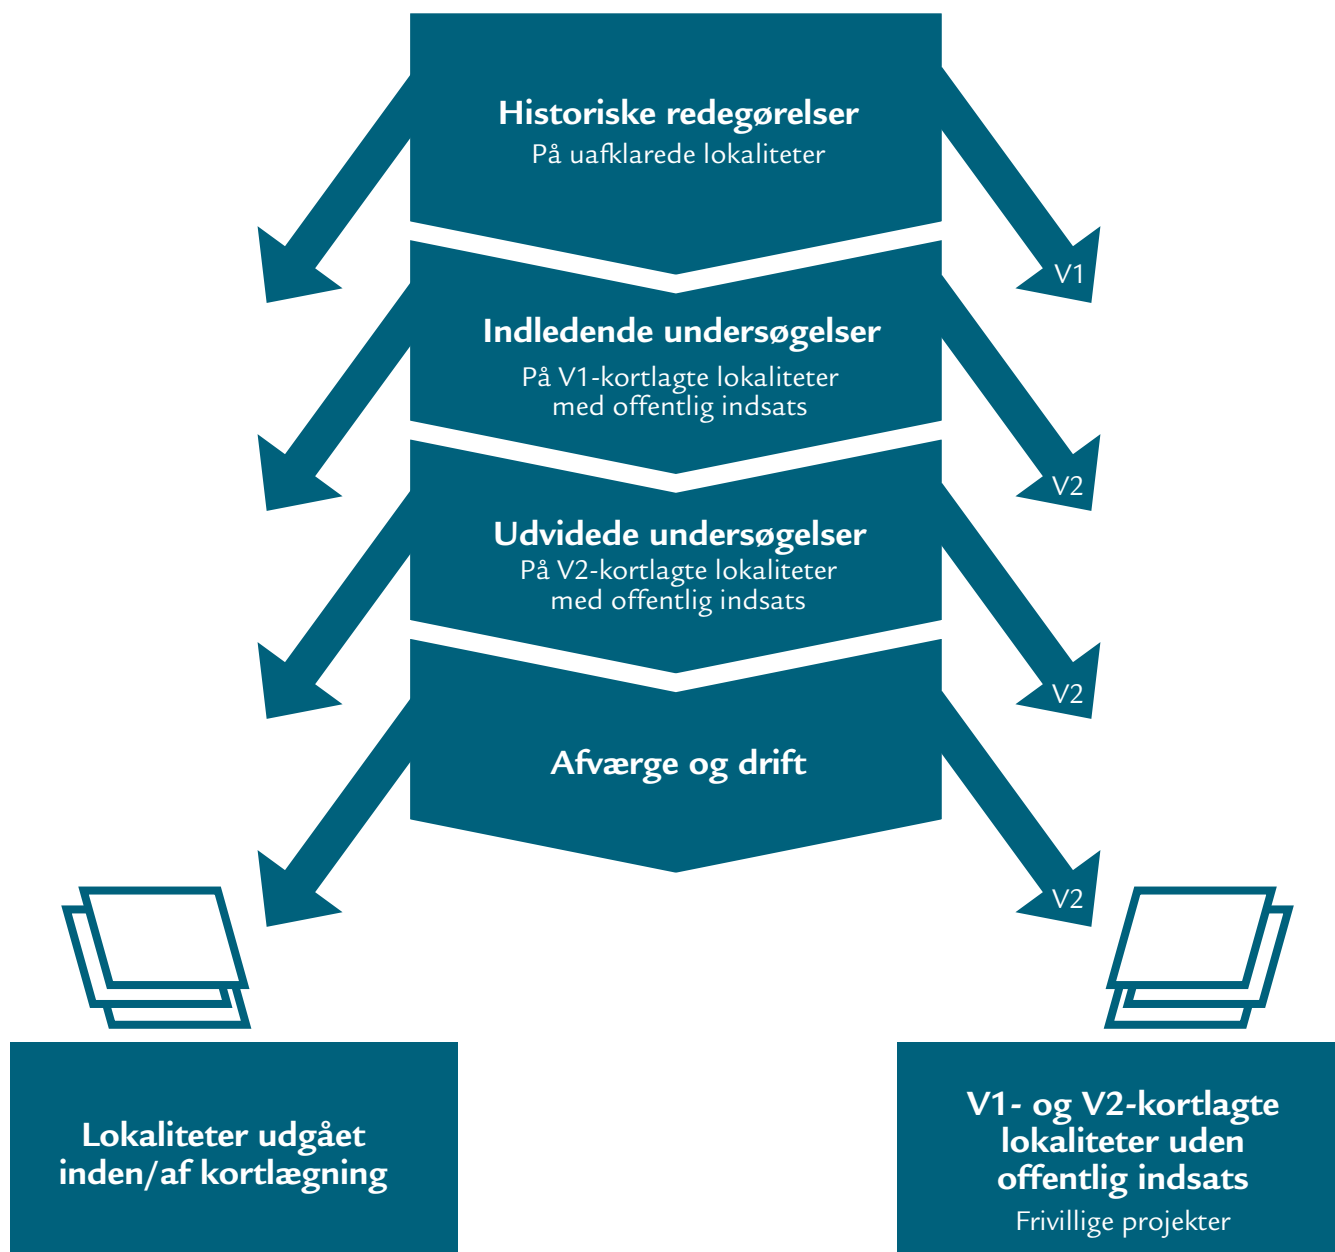 Historiske redegørelser
På uafklarede lokaliteter
V1
Indledende undersøgelser
På V1-kortlagte lokaliteter
med offentlig indsats
V2
Udvidede undersøgelser
På V2-kortlagte lokaliteter
med offentlig indsats
V2
Afværge og drift
V2
Lokaliteter udgået
inden/af kortlægning
V1- og V2-kortlagte
lokaliteter uden
offentlig indsats
Frivillige projekter